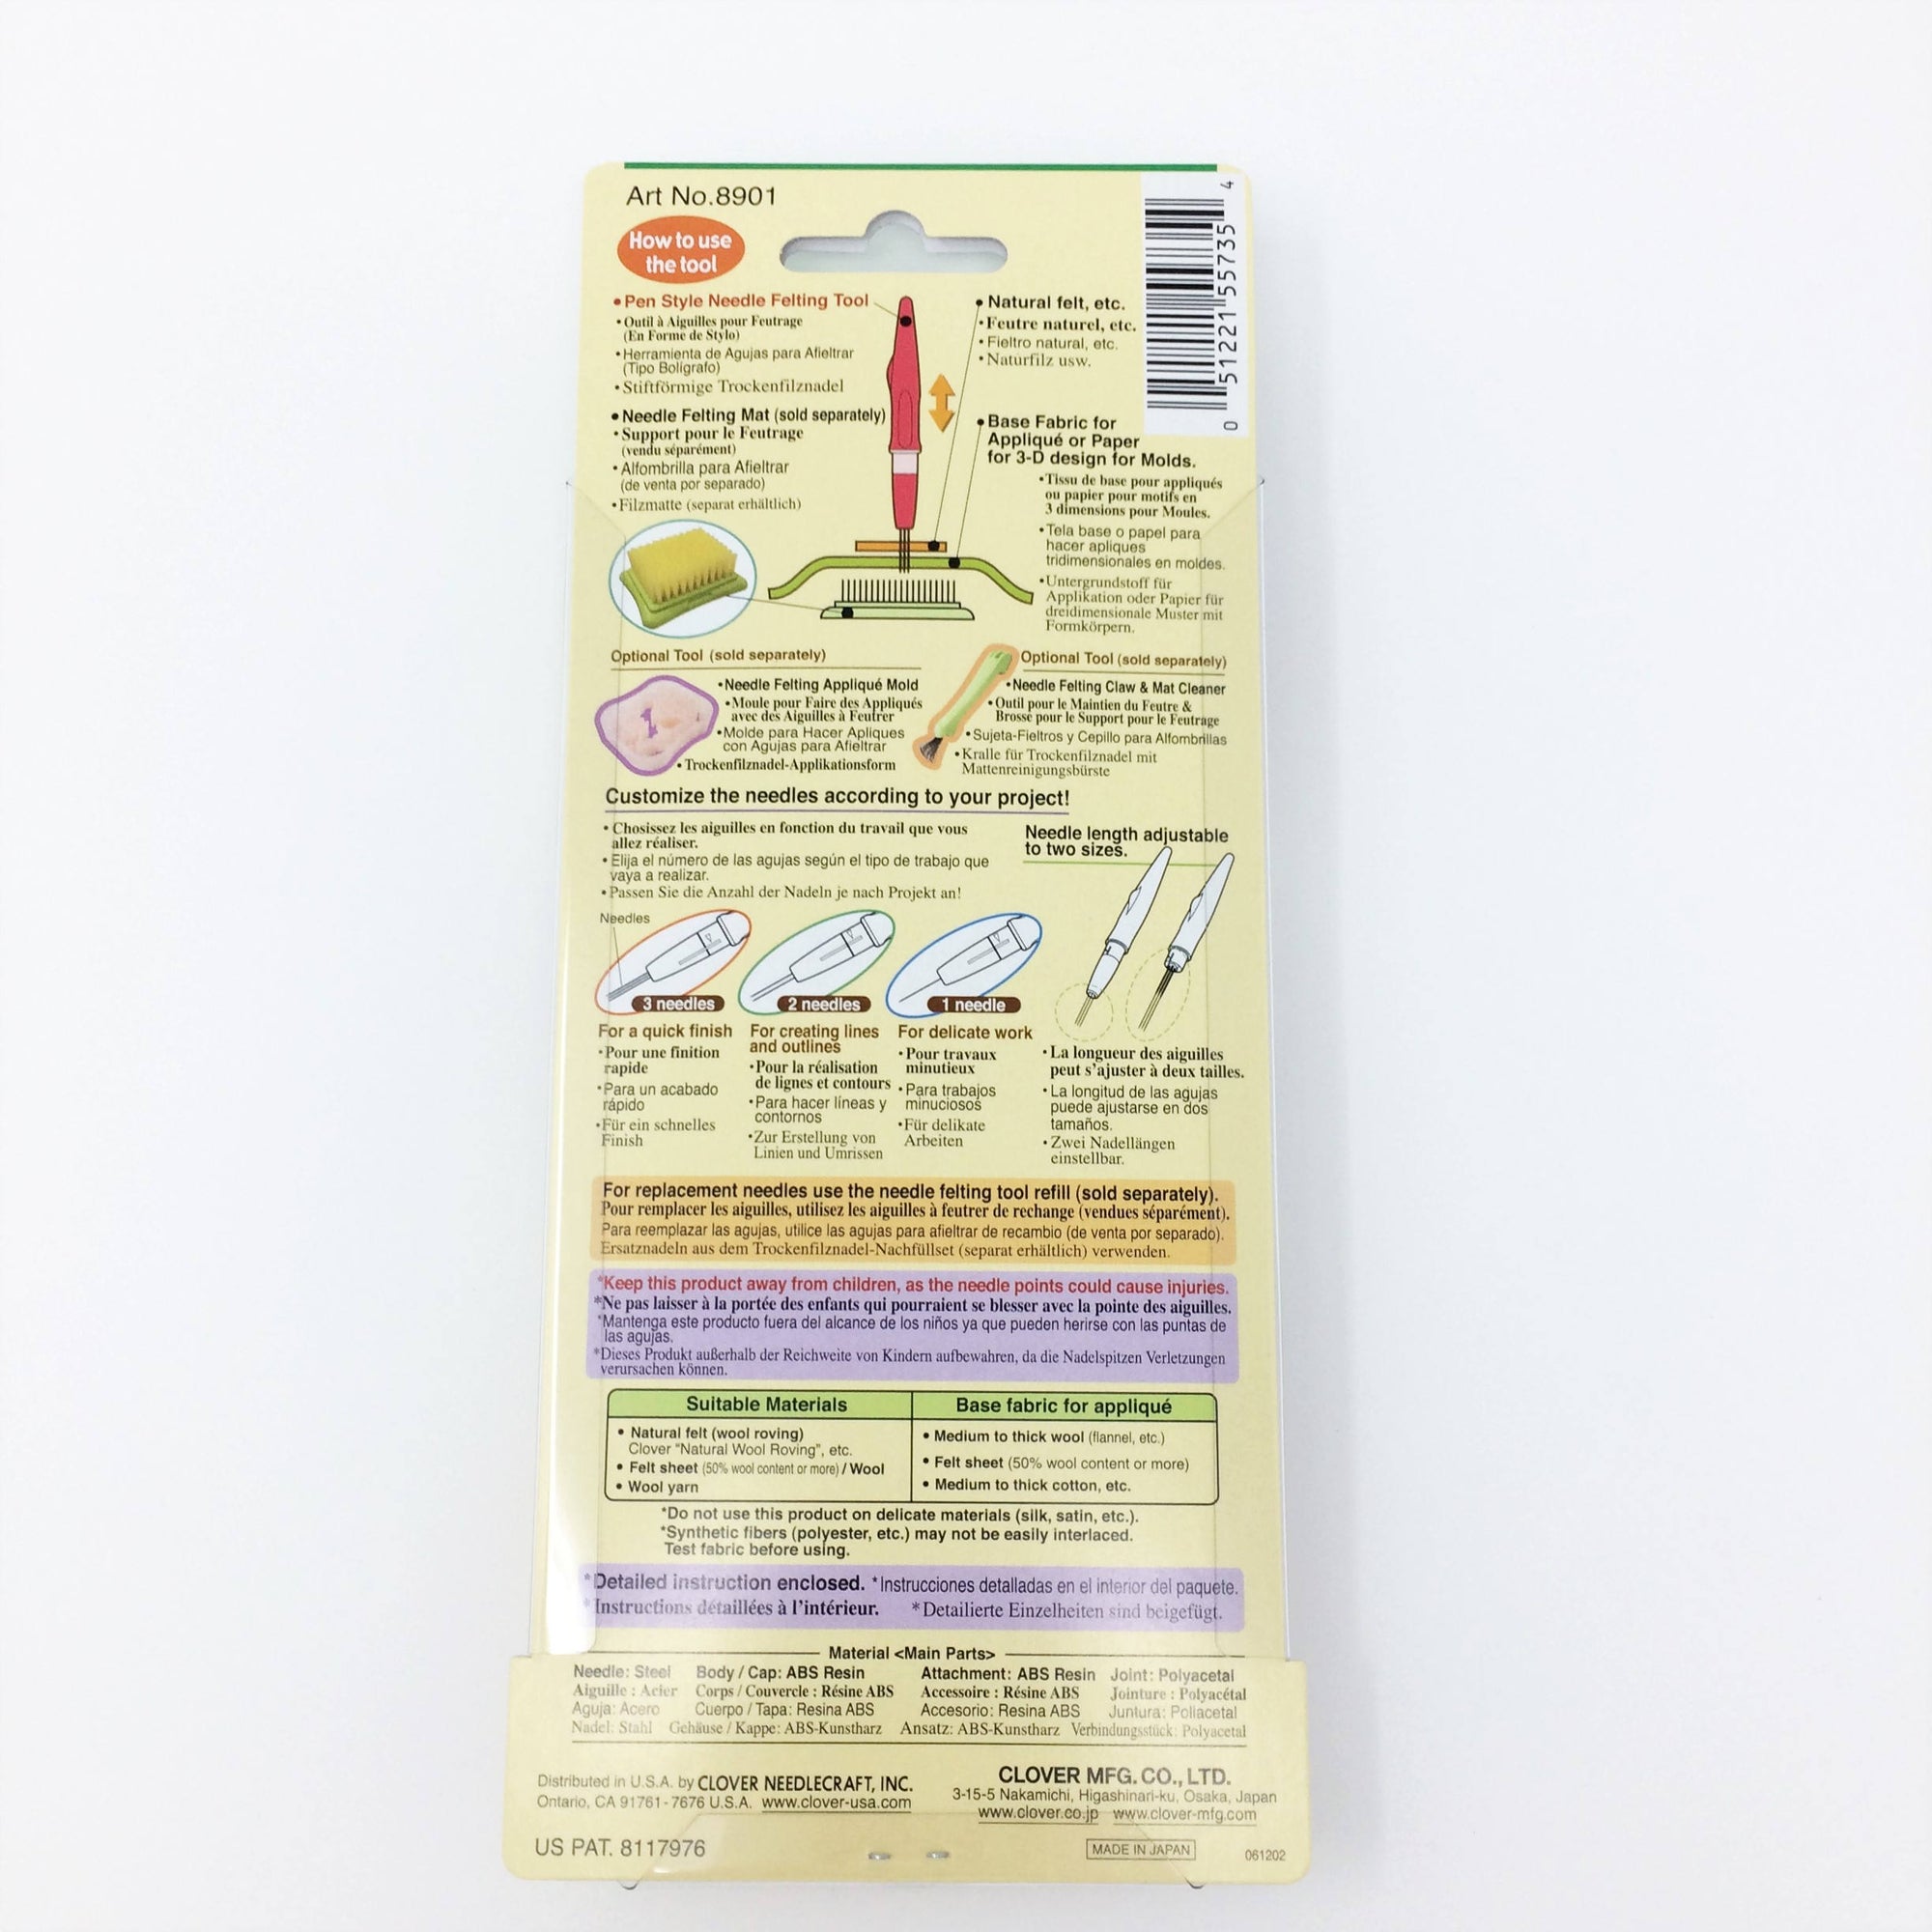 Art No.8901
How to use
the tool
4
51221 55735
0
• Pen Style Needle Felting Tool
• Outil à Aiguilles pour Feutrage
(En Forme de Stylo)
• Herramienta de Agujas para Afieltrar
(Tipo Bolígrafo)
• Stiftförmige Trockenfilznadel
• Needle Felting Mat (sold separately)
• Support pour le Feutrage
(vendu séparément)
• Alfombrilla para Afieltrar
(de venta por separado)
• Filzmatte (separat erhältlich)
• Natural felt, etc.
• Feutre naturel, etc.
• Fieltro natural, etc.
• Naturfilz usw.
• Base Fabric for
Appliqué or Paper
for 3-D design for Molds.
• Tissu de base pour appliqués
ou papier pour motifs en
3 dimensions pour Moules.
• Tela base o papel para
hacer apliques
tridimensionales en moldes.
• Untergrundstoff für
Applikation oder Papier für
dreidimensionale Muster mit
Formkörpern.
Optional Tool (sold separately)
• Needle Felting Appliqué Mold
• Moule pour Faire des Appliqués
avec des Aiguilles à Feutrer
• Molde para Hacer Apliques
con Agujas para Afieltrar
• Trockenfilznadel-Applikationsform
Optional Tool (sold separately)
• Needle Felting Claw & Mat Cleaner
• Outil pour le Maintien du Feutre &
Brosse pour le Support pour le Feutrage
• Sujeta-Fieltros y Cepillo para Alfombrillas
• Kralle für Trockenfilznadel mit
Mattenreinigungsbürste
Customize the needles according to your project!
• Chosissez les aiguilles en fonction du travail que vous
allez réaliser.
• Elija el número de las agujas según el tipo de trabajo que
vaya a realizar.
• Passen Sie die Anzahl der Nadeln je nach Projekt an!
Needle length adjustable
to two sizes.
Needles
3 needles
2 needles
1 needle
For a quick finish
• Pour une finition
rapide
• Para un acabado
rápido
• Für ein schnelles
Finish
For creating lines
and outlines
• Pour la réalisation
de lignes et contours
• Para hacer líneas y
contornos
• Zur Erstellung von
Linien und Umrissen
For delicate work
• Pour travaux
minutieux
• Para trabajos
minuciosos
• Für delikate
Arbeiten
• La longueur des aiguilles
peut s'ajuster à deux tailles.
• La longitud de las agujas
puede ajustarse en dos
tamaños.
• Zwei Nadellängen
einstellbar.
For replacement needles use the needle felting tool refill (sold separately).
Pour remplacer les aiguilles, utilisez les aiguilles à feutrer de rechange (vendues séparément).
Para reemplazar las agujas, utilice las agujas para afieltrar de recambio (de venta por separado).
Ersatznadeln aus dem Trockenfilznadel-Nachfüllset (separat erhältlich) verwenden.
*Keep this product away from children, as the needle points could cause injuries.
*Ne pas laisser à la portée des enfants qui pourraient se blesser avec la pointe des aiguilles.
*Mantenga este producto fuera del alcance de los niños ya que pueden herirse con las puntas de
las agujas.
*Dieses Produkt außerhalb der Reichweite von Kindern aufbewahren, da die Nadelspitzen Verletzungen
verursachen können.
Suitable Materials
• Natural felt (wool roving)
Clover "Natural Wool Roving", etc.
• Felt sheet (50% wool content or more) / Wool
• Wool yarn
Base fabric for appliqué
• Medium to thick wool (flannel, etc.)
• Felt sheet (50% wool content or more)
• Medium to thick cotton, etc.
*Do not use this product on delicate materials (silk, satin, etc.).
*Synthetic fibers (polyester, etc.) may not be easily interlaced.
Test fabric before using.
*Detailed instruction enclosed. *Instrucciones detalladas en el interior del paquete.
*Instructions détaillées à l'intérieur. *Detailierte Einzelheiten sind beigefügt.
Material <Main Parts>
Needle: Steel Body / Cap: ABS Resin Attachment: ABS Resin Joint: Polyacetal
Aiguille : Acier Corps / Couvercle : Résine ABS Accessoire : Résine ABS Jointure : Polyacétal
Aguja: Acero Cuerpo / Tapa: Resina ABS Accesorio: Resina ABS Juntura: Poliacetal
Nadel: Stahl Gehäuse / Kappe: ABS-Kunstharz Ansatz: ABS-Kunstharz Verbindungsstück: Polyacetal
Distributed in U.S.A. by CLOVER NEEDLECRAFT, INC.
Ontario, CA 91761-7676 U.S.A. www.clover-usa.com
CLOVER MFG. CO., LTD.
3-15-5 Nakamichi, Higashinari-ku, Osaka, Japan
www.clover.co.jp www.clover-mfg.com
US PAT. 8117976
MADE IN JAPAN
061202